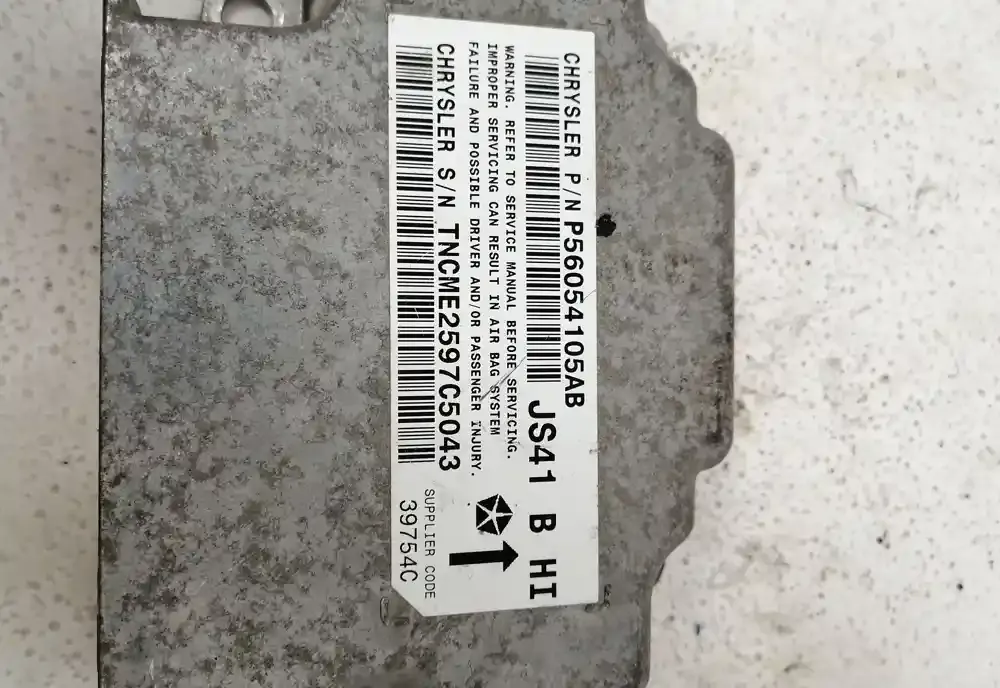 CHRYSLER P/N P56054105AB
JS41 B HI
WARNING. REFER TO SERVICE MANUAL BEFORE SERVICING.
IMPROPER SERVICING CAN RESULT IN AIR BAG SYSTEM
FAILURE AND POSSIBLE DRIVER AND/OR PASSENGER INJURY.
CHRYSLER S/N TNCME2597C5043
SUPPLIER CODE
39754C